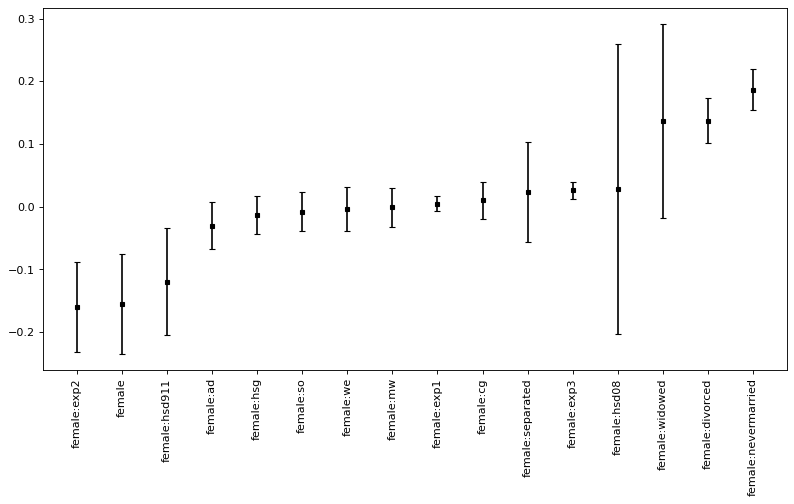 0.3
0.2
0.1
0.0
−0.1
−0.2
female:exp2
female
female:hsd911
female:ad
female:hsg
female:so
female:we
female:mw
female:exp1
female:cg
female:separated
female:exp3
female:hsd08
female:widowed
female:divorced
female:nevermarried